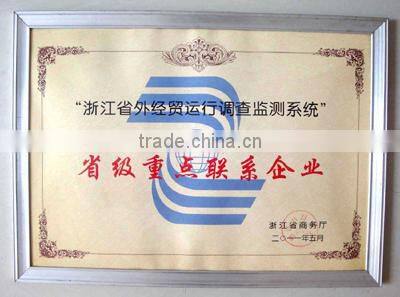 “浙江省外经贸运行调查监测系统”
trade.china.cn
省级重点联系企业
浙江省商务厅
二〇一一年五月